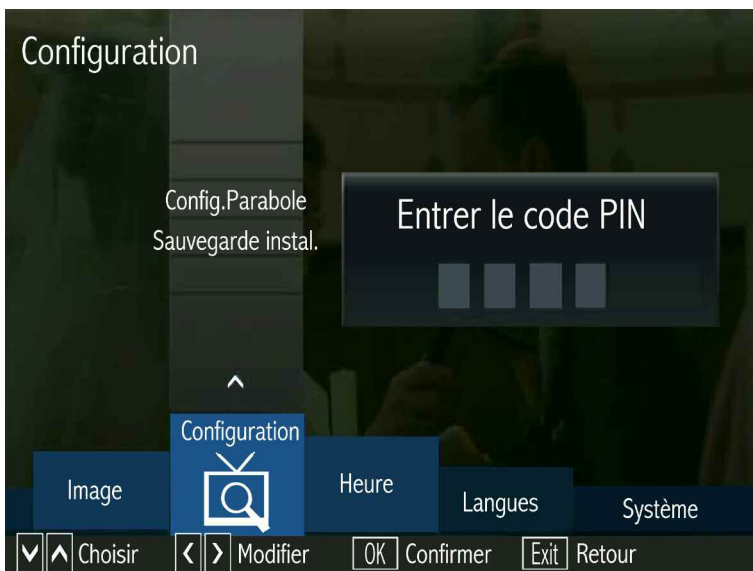 Configuration
Config.Parabole
Sauvegarde instal.
Entrer le code PIN
Configuration
Image
Heure
Langues
Système
Choisir
Modifier
OK Confirmer
Exit Retour